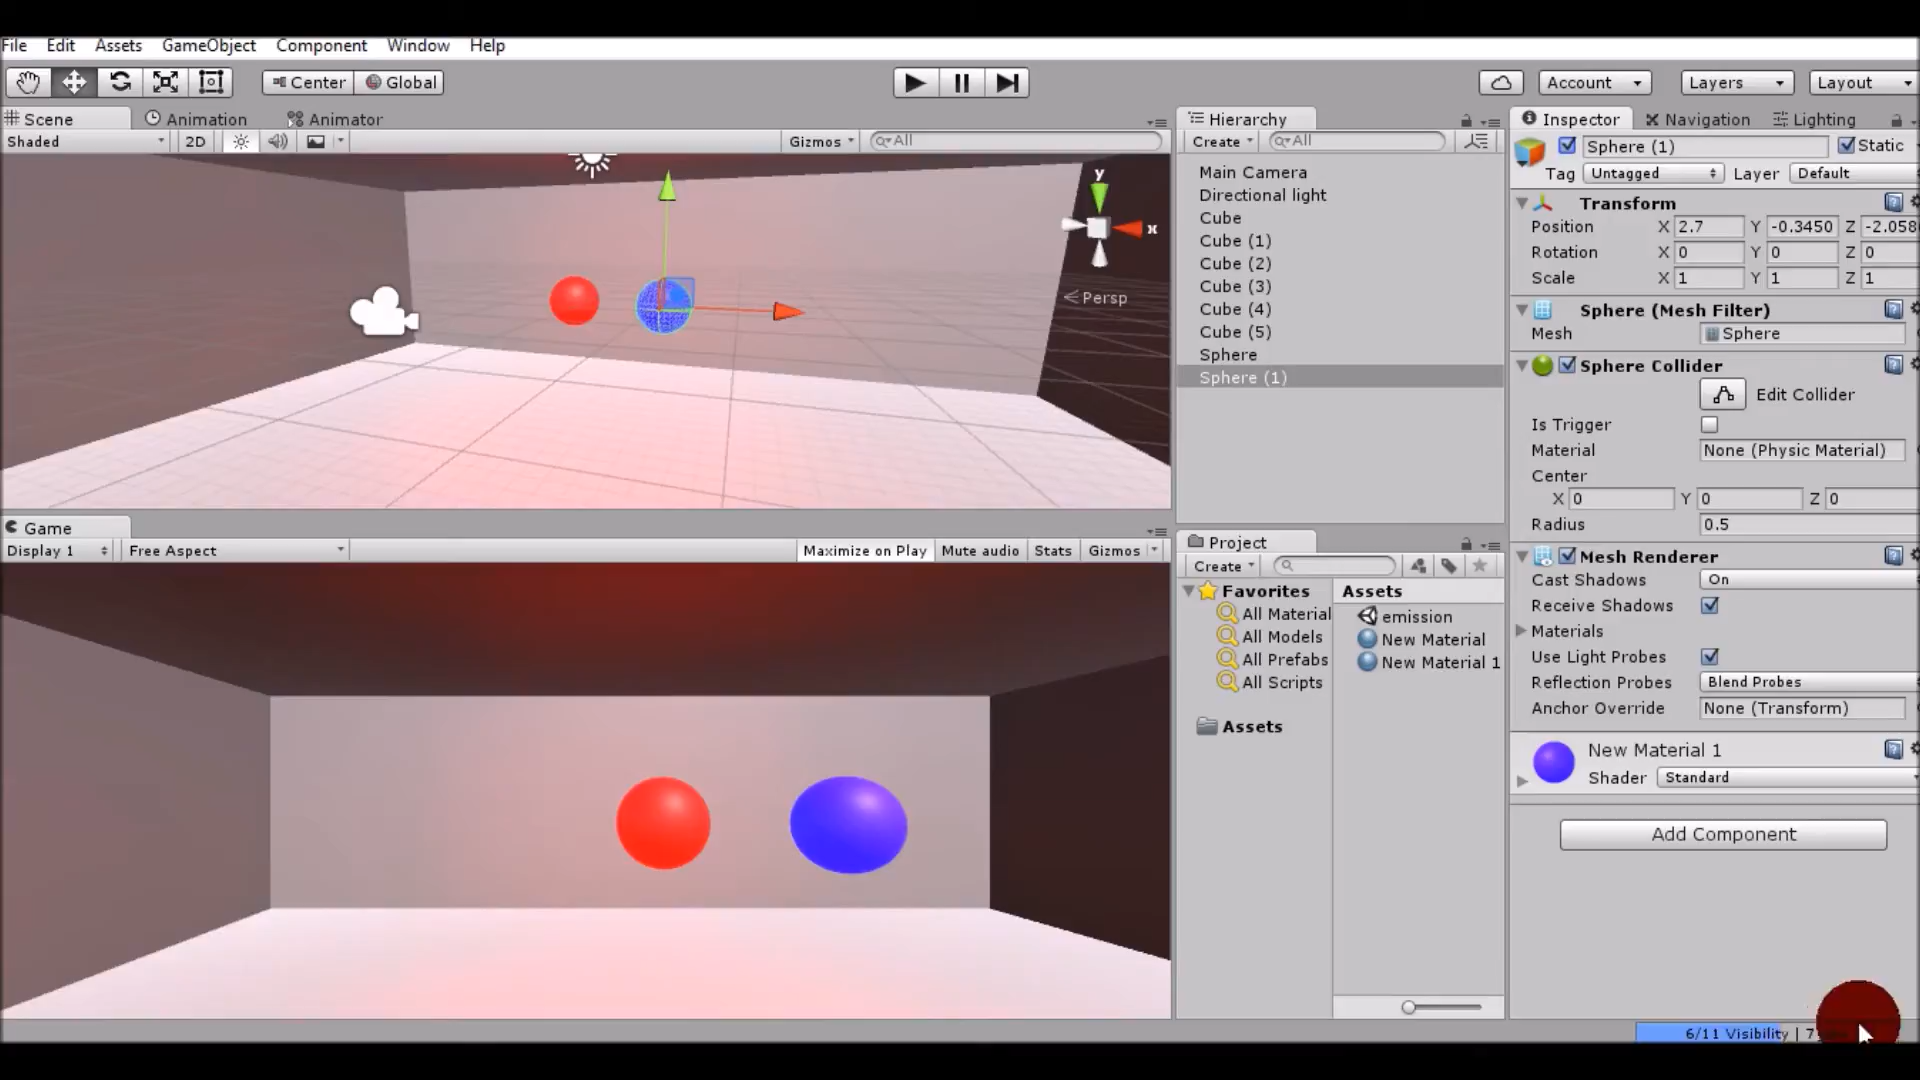 File Edit Assets GameObject Component Window Help
Center Global Account Layers Layout
Scene Animation Animator
Shaded 2D Gizmos All
y
x
Persp
Game
Display 1 Free Aspect Maximize on Play Mute audio Stats Gizmos
Hierarchy
Create All
Main Camera
Directional light
Cube
Cube (1)
Cube (2)
Cube (3)
Cube (4)
Cube (5)
Sphere
Sphere (1)
Project
Create
Favorites
All Material
All Models
All Prefabs
All Scripts
Assets
Assets
emission
New Material
New Material 1
Inspector Navigation Lighting
Sphere (1) Static
Tag Untagged Layer Default
Transform
Position X 2.7 Y -0.3450 Z -2.058
Rotation X 0 Y 0 Z 0
Scale X 1 Y 1 Z 1
Sphere (Mesh Filter)
Mesh Sphere
Sphere Collider
Edit Collider
Is Trigger
Material None (Physic Material)
Center
X 0 Y 0 Z 0
Radius 0.5
Mesh Renderer
Cast Shadows On
Receive Shadows
Materials
Use Light Probes
Reflection Probes Blend Probes
Anchor Override None (Transform)
New Material 1
Shader Standard
Add Component
6/11 Visibility | 7